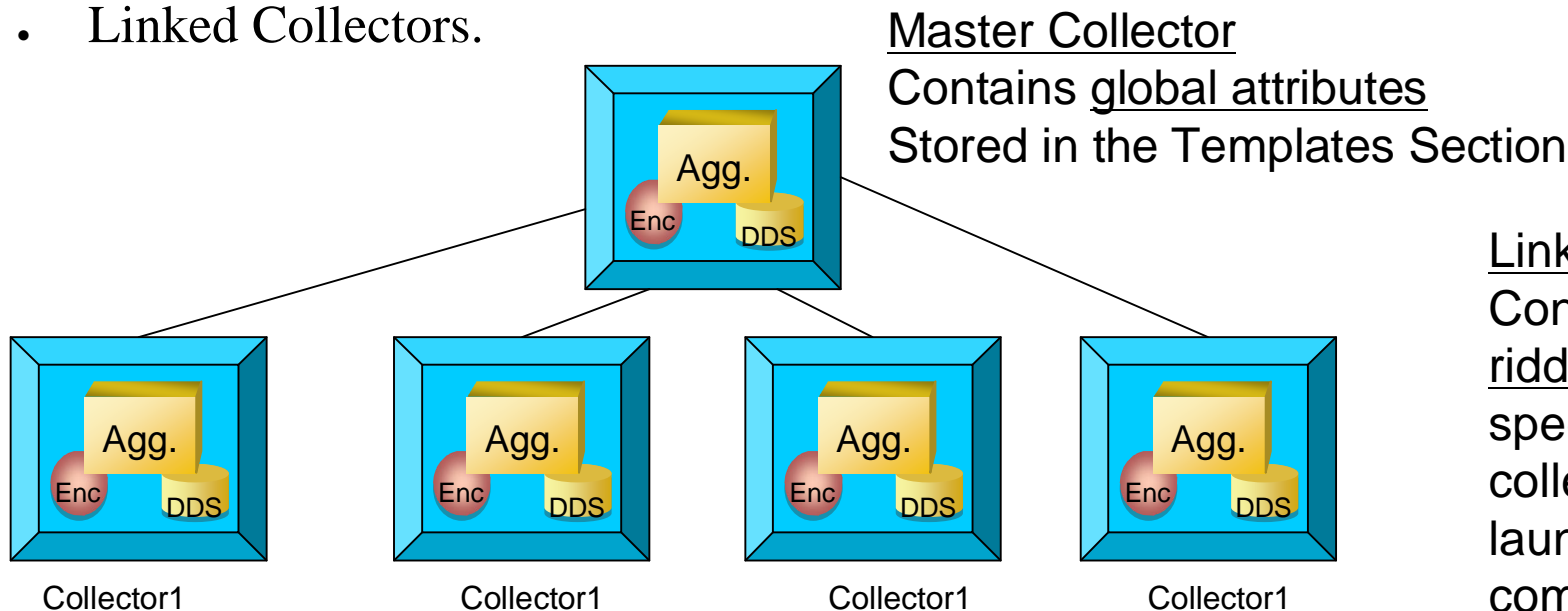 • Linked Collectors.
Master Collector
Contains global attributes
Stored in the Templates Section
Agg.
Enc
DDS
Agg.
Enc
DDS
Agg.
Enc
DDS
Agg.
Enc
DDS
Agg.
Enc
DDS
Collector1
Collector1
Collector1
Collector1